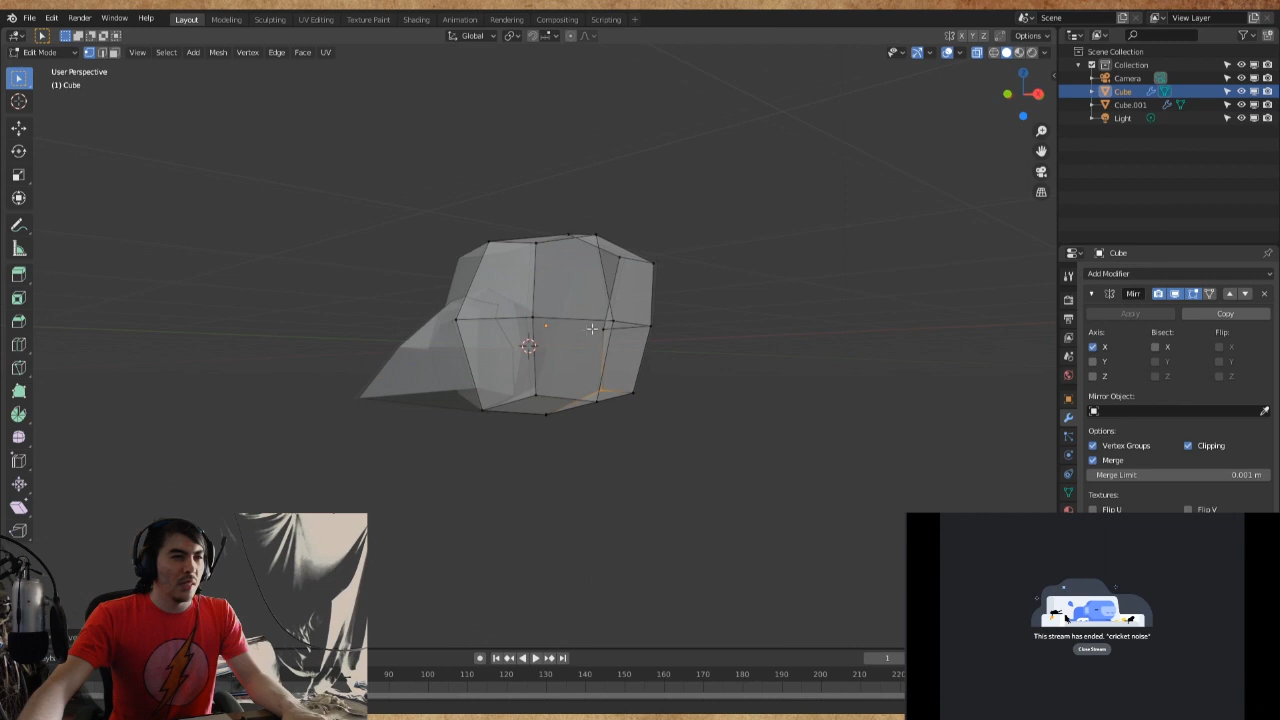 File Edit Render Window Help
Layout Modeling Sculpting UV Editing Texture Paint Shading Animation Rendering Compositing Scripting +
Scene
View Layer
Global
X Y Z
Options
Edit Mode View Select Add Mesh Vertex Edge Face UV
User Perspective
(1) Cube
Scene Collection
Collection
Camera
Cube
Cube.001
Light
Cube
Add Modifier
Mirr
Apply Copy
Axis: Bisect: Flip:
X X X
Y Y Y
Z Z Z
Mirror Object:
Options:
Vertex Groups Clipping
Merge
Merge Limit 0.001 m
Textures:
Flip U Flip V
This stream has ended. *cricket noise*
Close Stream
1
90 100 110 120 130 140 150 160 170 180 190 200 210 220